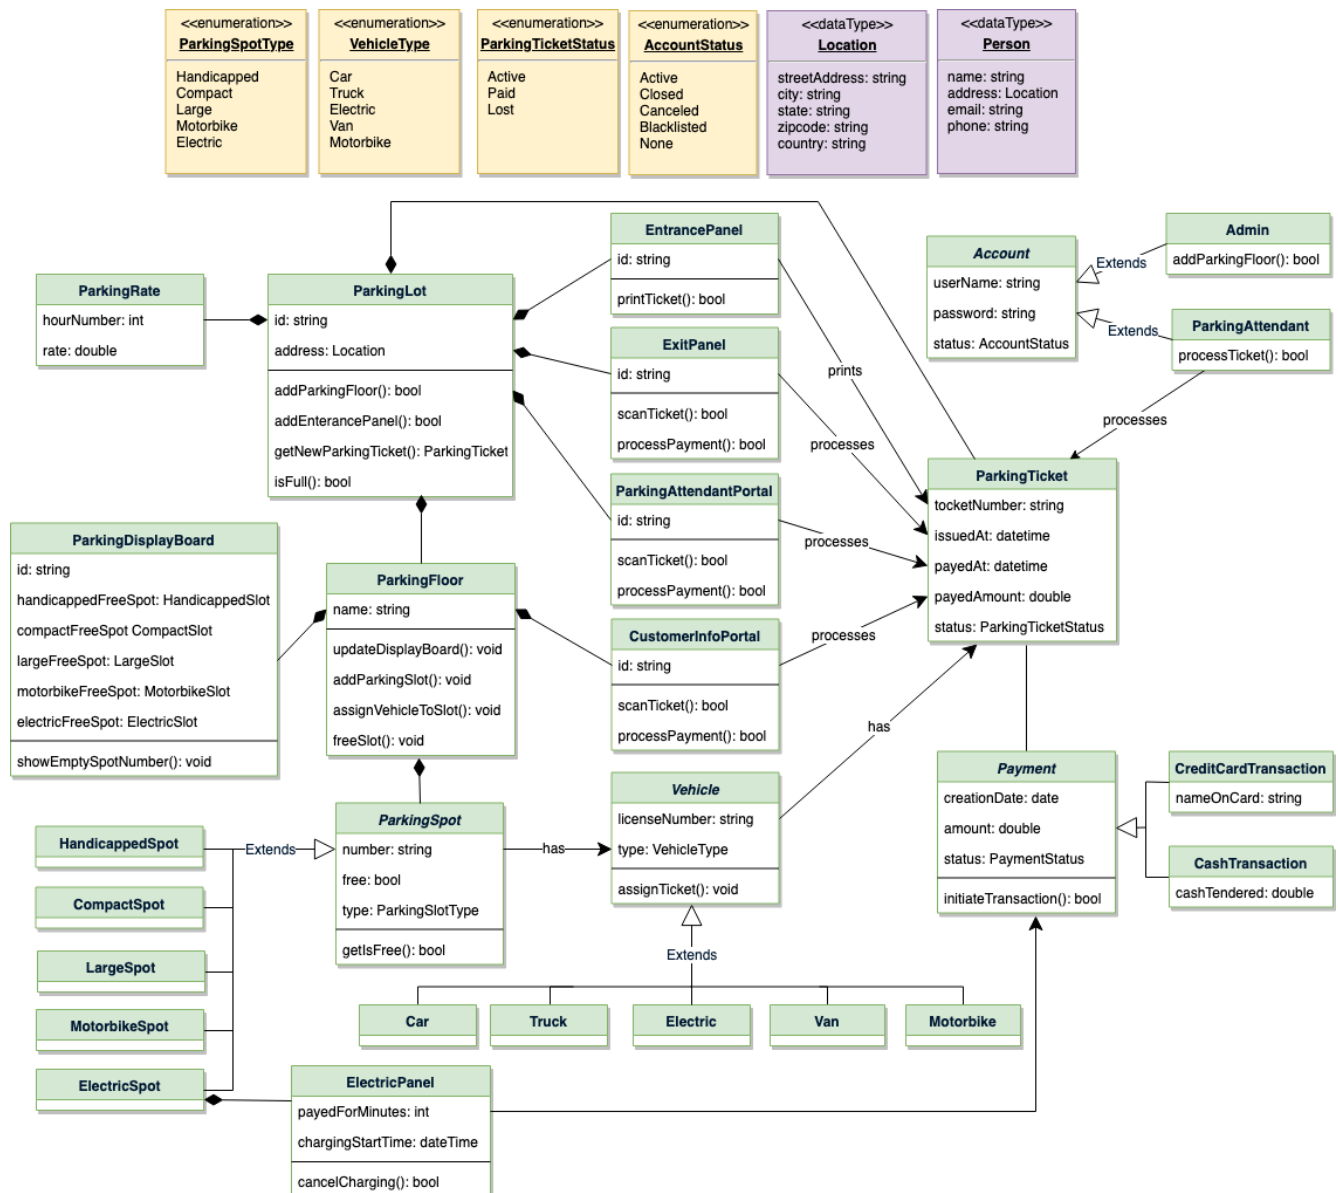 <<enumeration>>
ParkingSpotType
Handicapped
Compact
Large
Motorbike
Electric
<<enumeration>>
VehicleType
Car
Truck
Electric
Van
Motorbike
<<enumeration>>
ParkingTicketStatus
Active
Paid
Lost
<<enumeration>>
AccountStatus
Active
Closed
Canceled
Blacklisted
None
<<dataType>>
Location
streetAddress: string
city: string
state: string
zipcode: string
country: string
<<dataType>>
Person
name: string
address: Location
email: string
phone: string
ParkingRate
hourNumber: int
rate: double
ParkingLot
id: string
address: Location
addParkingFloor(): bool
addEnterancePanel(): bool
getNewParkingTicket(): ParkingTicket
isFull(): bool
EntrancePanel
id: string
printTicket(): bool
prints
ExitPanel
id: string
scanTicket(): bool
processPayment(): bool
processes
ParkingAttendantPortal
id: string
scanTicket(): bool
processPayment(): bool
processes
CustomerInfoPortal
id: string
scanTicket(): bool
processPayment(): bool
processes
Account
userName: string
password: string
status: AccountStatus
Extends
Extends
Admin
addParkingFloor(): bool
ParkingAttendant
processTicket(): bool
processes
ParkingTicket
tocketNumber: string
issuedAt: datetime
payedAt: datetime
payedAmount: double
status: ParkingTicketStatus
ParkingDisplayBoard
id: string
handicappedFreeSpot: HandicappedSlot
compactFreeSpot CompactSlot
largeFreeSpot: LargeSlot
motorbikeFreeSpot: MotorbikeSlot
electricFreeSpot: ElectricSlot
showEmptySpotNumber(): void
ParkingFloor
name: string
updateDisplayBoard(): void
addParkingSlot(): void
assignVehicleToSlot(): void
freeSlot(): void
ParkingSpot
number: string
free: bool
type: ParkingSlotType
getIsFree(): bool
has
Vehicle
licenseNumber: string
type: VehicleType
assignTicket(): void
has
Payment
creationDate: date
amount: double
status: PaymentStatus
initiateTransaction(): bool
CreditCardTransaction
nameOnCard: string
CashTransaction
cashTendered: double
HandicappedSpot
Extends
CompactSpot
LargeSpot
MotorbikeSpot
ElectricSpot
Extends
Car
Truck
Electric
Van
Motorbike
ElectricPanel
payedForMinutes: int
chargingStartTime: dateTime
cancelCharging(): bool